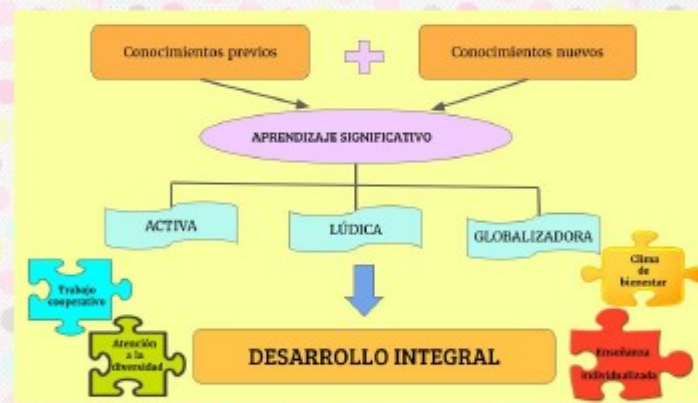 Conocimientos previos
Conocimientos nuevos
APRENDIZAJE SIGNIFICATIVO
ACTIVA
LÚDICA
GLOBALIZADORA
Trabajo
cooperativo
Clima
de
bienestar
Atención
a la
diversidad
DESARROLLO INTEGRAL
Enseñanza
individualizada